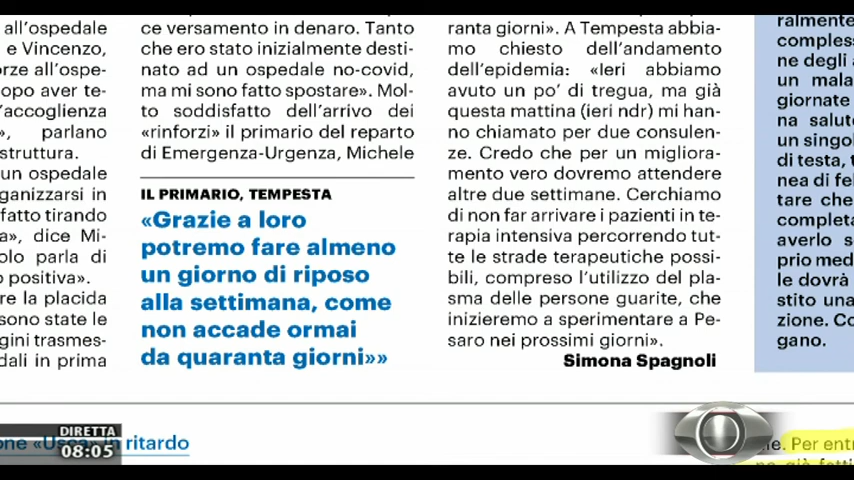 all'ospedale
e Vincenzo,
opo aver te-
'accoglienza
», parlano
struttura.
un ospedale
ganizzarsi in
fatto tirando
a», dice Mi-
olo parla di
positiva».
re la placida
sono state le
gini trasmes-
dali in prima
ce versamento in denaro. Tanto
che ero stato inizialmente desti-
nato ad un ospedale no-covid,
ma mi sono fatto spostare». Mol-
to soddisfatto dell'arrivo dei
«rinforzi» il primario del reparto
di Emergenza-Urgenza, Michele
IL PRIMARIO, TEMPESTA
«Grazie a loro
potremo fare almeno
un giorno di riposo
alla settimana, come
non accade ormai
da quaranta giorni»»
ranta giorni». A Tempesta abbia-
mo chiesto dell'andamento
dell'epidemia: «Ieri abbiamo
avuto un po' di tregua, ma già
questa mattina (ieri ndr) mi han-
no chiamato per due consulen-
ze. Credo che per un migliora-
mento vero dovremo attendere
altre due settimane. Cerchiamo
di non far arrivare i pazienti in te-
rapia intensiva percorrendo tut-
te le strade terapeutiche possi-
bili, compreso l'utilizzo del pla-
sma delle persone guarite, che
inizieremo a sperimentare a Pe-
saro nei prossimi giorni».
Simona Spagnoli
ralmente
compless
ne degli a
un mala
giornate
na salute
un singol
di testa, t
nea di fel
tare che
completa
averlo s
prio med
le dovrà
stito una
zione. Co
gano.
one «Usca» in ritardo
DIRETTA
08:05
Per entr